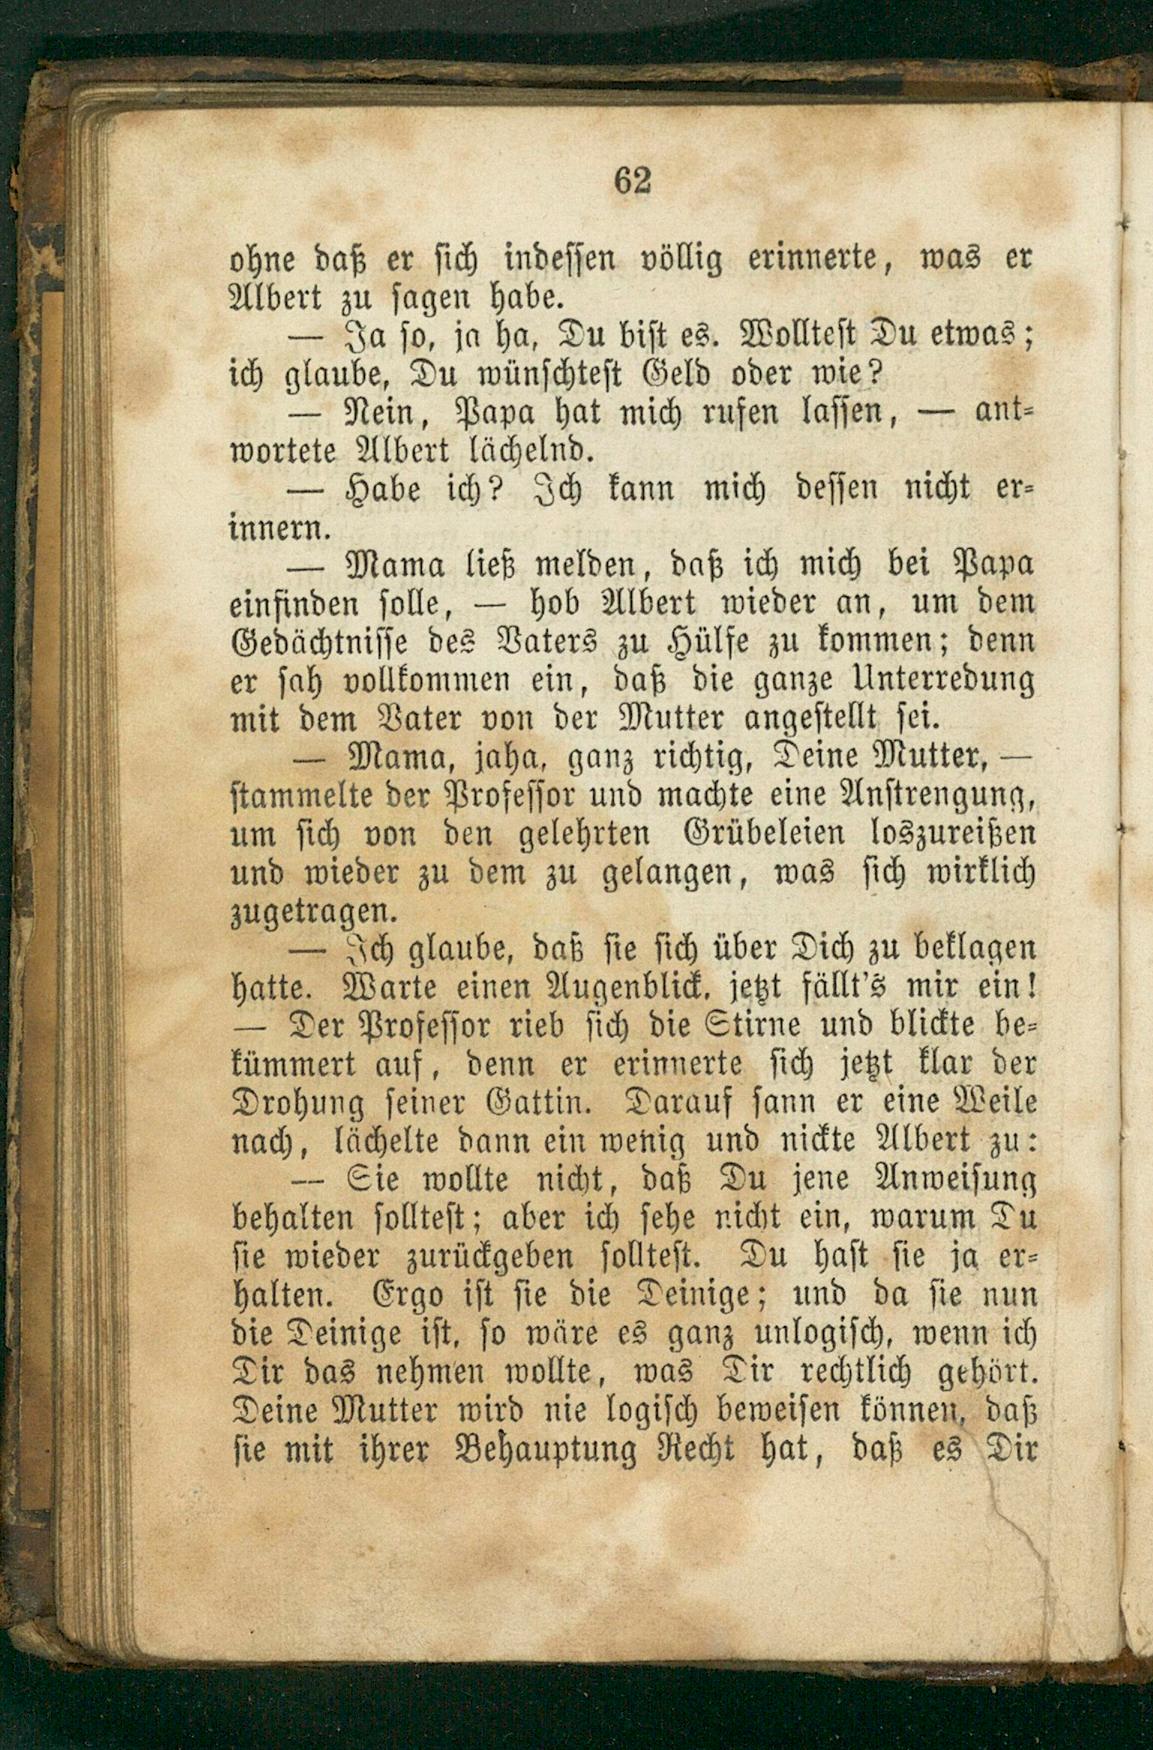 62
ohne daß er sich indessen völlig erinnerte, was er
Albert zu sagen habe.
— Ja so, ja ha, Du bist es. Wolltest Du etwas;
ich glaube, Du wünschtest Geld oder wie?
— Nein, Papa hat mich rufen lassen, — ant-
wortete Albert lächelnd.
— Habe ich? Ich kann mich dessen nicht er-
innern.
— Mama ließ melden, daß ich mich bei Papa
einfinden solle, — hob Albert wieder an, um dem
Gedächtnisse des Vaters zu Hülfe zu kommen; denn
er sah vollkommen ein, daß die ganze Unterredung
mit dem Vater von der Mutter angestellt sei.
— Mama, jaha, ganz richtig, Deine Mutter, —
stammelte der Professor und machte eine Anstrengung,
um sich von den gelehrten Grübeleien loszureißen
und wieder zu dem zu gelangen, was sich wirklich
zugetragen.
— Ich glaube, daß sie sich über Dich zu beklagen
hatte. Warte einen Augenblick, jetzt fällt's mir ein!
— Der Professor rieb sich die Stirne und blickte be-
kümmert auf, denn er erinnerte sich jetzt klar der
Drohung seiner Gattin. Darauf sann er eine Weile
nach, lächelte dann ein wenig und nickte Albert zu:
— Sie wollte nicht, daß Du jene Anweisung
behalten solltest; aber ich sehe nicht ein, warum Du
sie wieder zurückgeben solltest. Du hast sie ja er-
halten. Ergo ist sie die Deinige; und da sie nun
die Deinige ist, so wäre es ganz unlogisch, wenn ich
Dir das nehmen wollte, was Dir rechtlich gehört.
Deine Mutter wird nie logisch beweisen können, daß
sie mit ihrer Behauptung Recht hat, daß es Dir